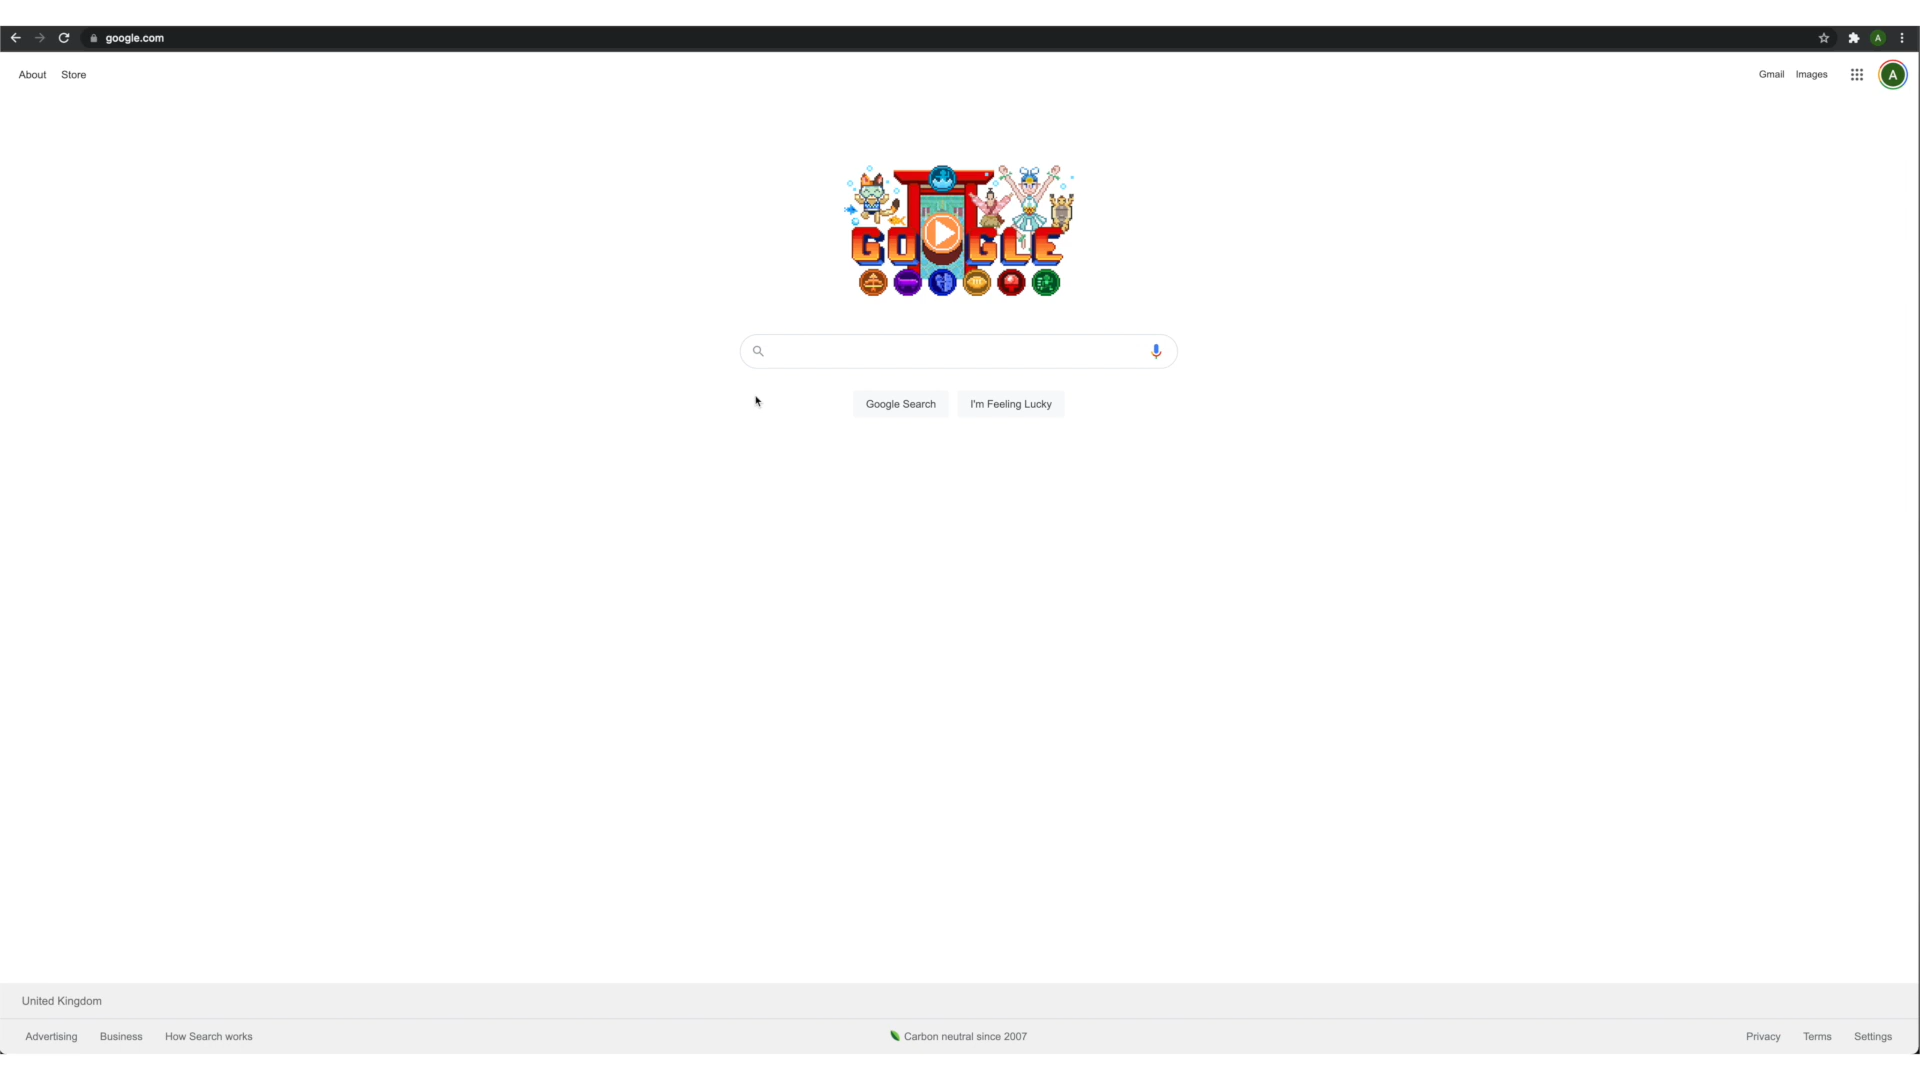 google.com
A
About Store
Gmail Images
A
GOOGLE
Google Search I'm Feeling Lucky
United Kingdom
Advertising Business How Search works
Carbon neutral since 2007
Privacy Terms Settings